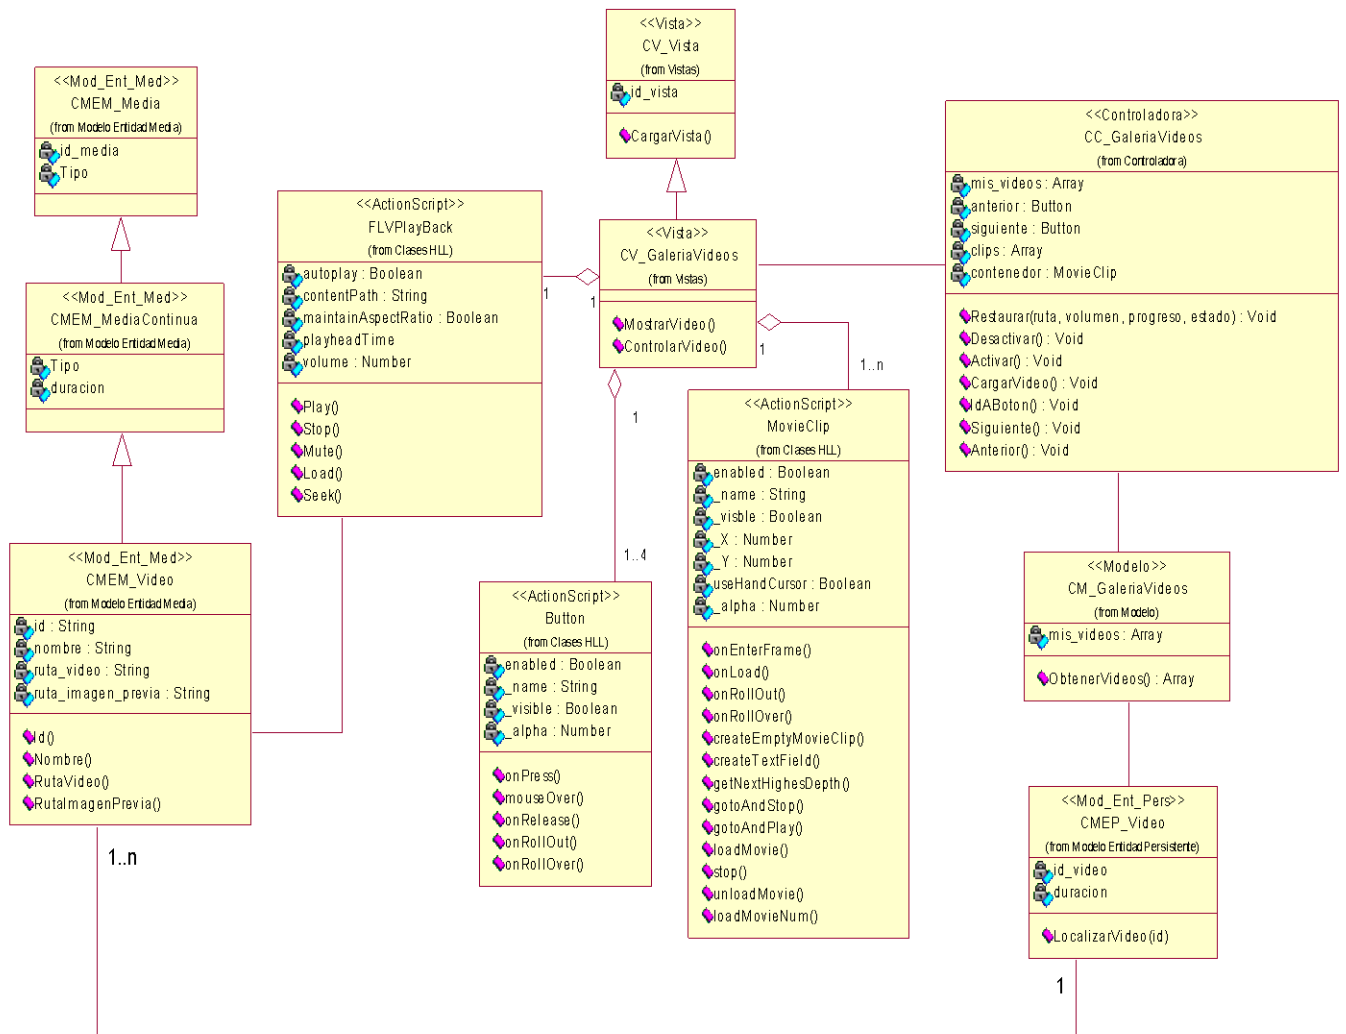 <<Mod_Ent_Med>>
CMEM_Media
(from Modelo Entidad Media)
id_media
Tipo
<<Mod_Ent_Med>>
CMEM_MediaContinua
(from Modelo Entidad Media)
Tipo
duracion
<<Mod_Ent_Med>>
CMEM_Video
(from Modelo Entidad Media)
id : String
nombre : String
ruta_video : String
ruta_imagen_previa : String
Id()
Nombre()
RutaVideo()
RutaImagenPrevia()
1..n
<<ActionScript>>
FLVPlayBack
(from Clases HLL)
autoplay : Boolean
contentPath : String
maintainAspectRatio : Boolean
playheadTime
volume : Number
Play()
Stop()
Mute()
Load()
Seek()
1
1
<<Vista>>
CV_Vista
(from Vistas)
id_vista
CargarVista()
<<Vista>>
CV_GaleriaVideos
(from Vistas)
MostrarVideo()
ControlarVideo()
1
1..n
1
1..4
<<ActionScript>>
Button
(from Clases HLL)
enabled : Boolean
_name : String
_visible : Boolean
_alpha : Number
onPress()
mouseOver()
onRelease()
onRollOut()
onRollOver()
<<ActionScript>>
MovieClip
(from Clases HLL)
enabled : Boolean
_name : String
_visble : Boolean
_X : Number
_Y : Number
useHandCursor : Boolean
_alpha : Number
onEnterFrame()
onLoad()
onRollOut()
onRollOver()
createEmptyMovieClip()
createTextField()
getNextHighesDepth()
gotoAndStop()
gotoAndPlay()
loadMovie()
stop()
unloadMovie()
loadMovieNum()
<<Controladora>>
CC_GaleriaVideos
(from Controladora)
mis_videos : Array
anterior : Button
siguiente : Button
clips : Array
contenedor : MovieClip
Restaurar(ruta, volumen, progreso, estado) : Void
Desactivar() : Void
Activar() : Void
CargarVideo() : Void
IdABoton() : Void
Siguiente() : Void
Anterior() : Void
<<Modelo>>
CM_GaleriaVideos
(from Modelo)
mis_videos : Array
ObtenerVideos() : Array
<<Mod_Ent_Pers>>
CMEP_Video
(from Modelo Entidad Persistente)
id_video
duracion
LocalizarVideo(id)
1